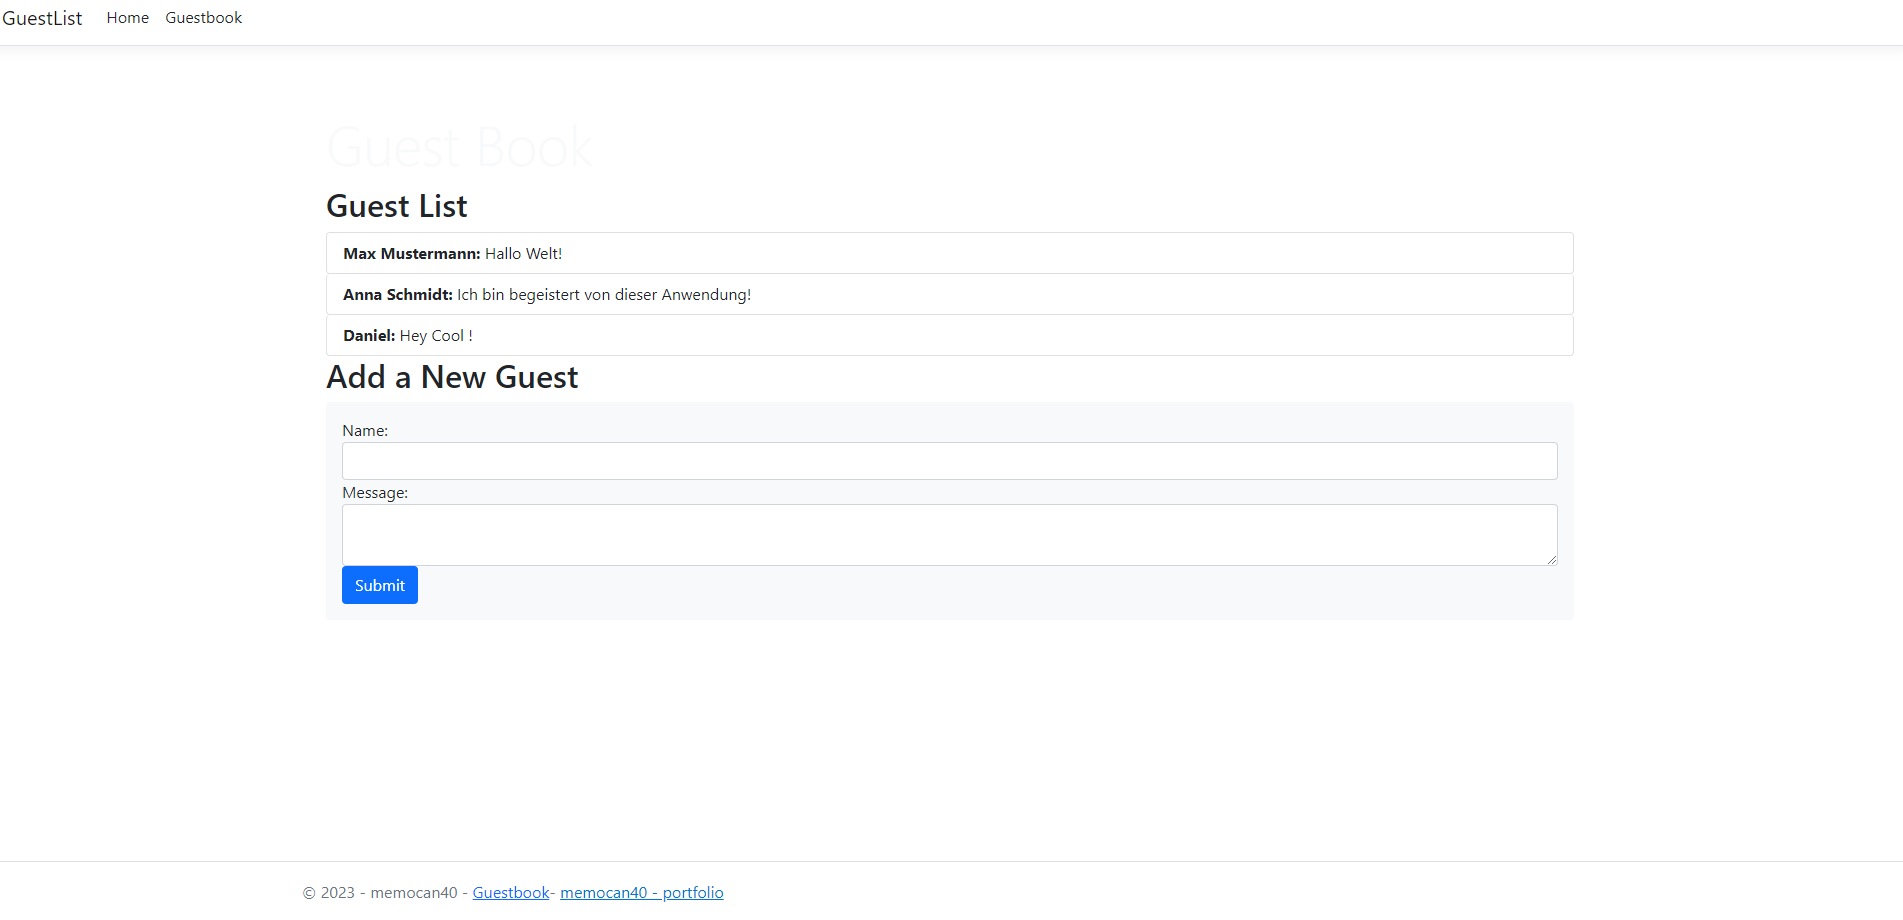 GuestList Home Guestbook
Guest Book
Guest List
Max Mustermann: Hallo Welt!
Anna Schmidt: Ich bin begeistert von dieser Anwendung!
Daniel: Hey Cool !
Add a New Guest
Name:
Message:
Submit
© 2023 - memocan40 - Guestbook- memocan40 - portfolio